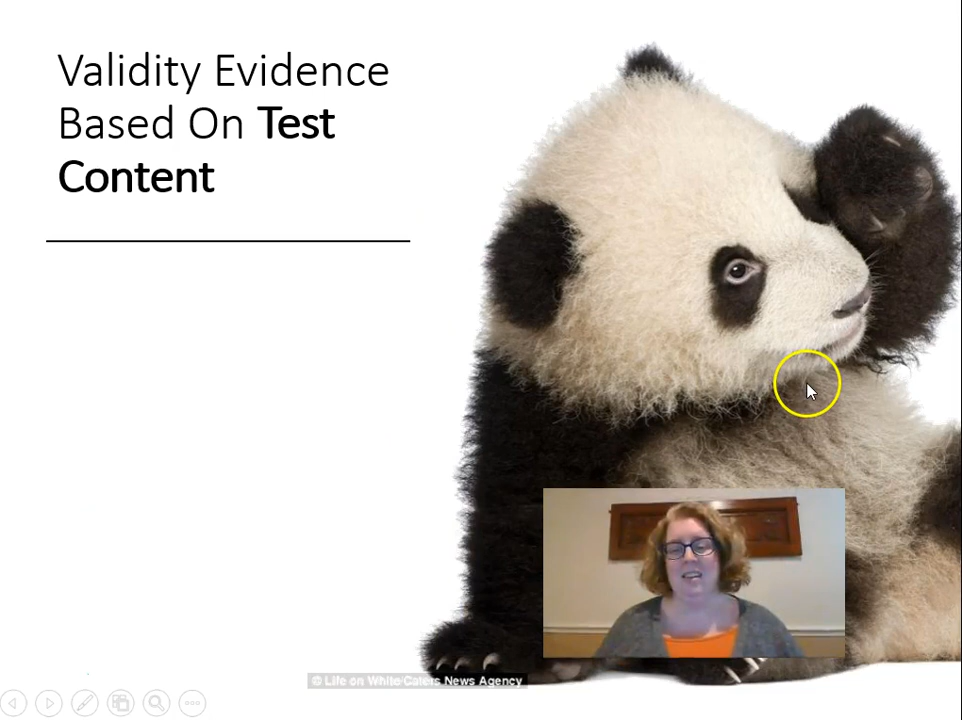 Validity Evidence
Based On Test
Content
© Life on White/Caters News Agency